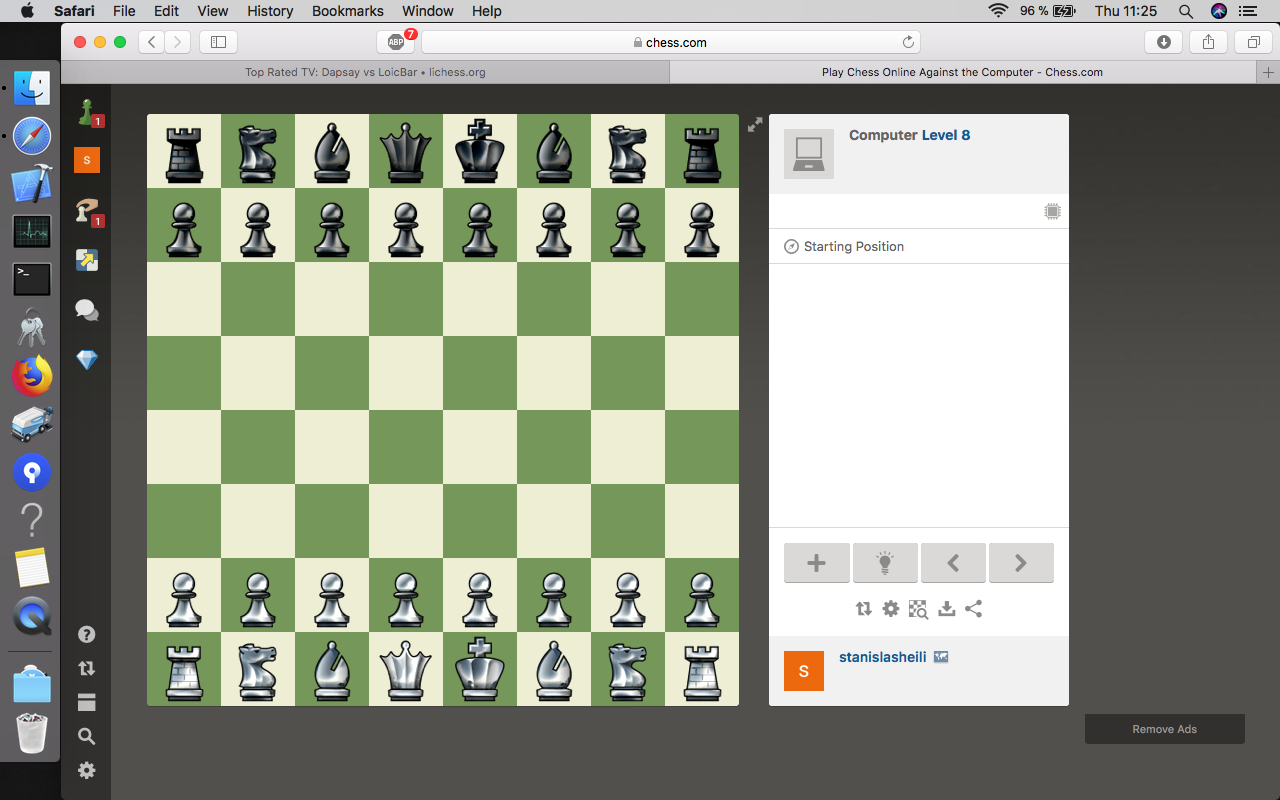 Safari File Edit View History Bookmarks Window Help 96 % Thu 11:25
ABP 7 chess.com
Top Rated TV: Dapsay vs LoicBar • lichess.org
Play Chess Online Against the Computer - Chess.com
1
S
1
>_
Computer Level 8
Starting Position
S
stanislasheili
?
Remove Ads